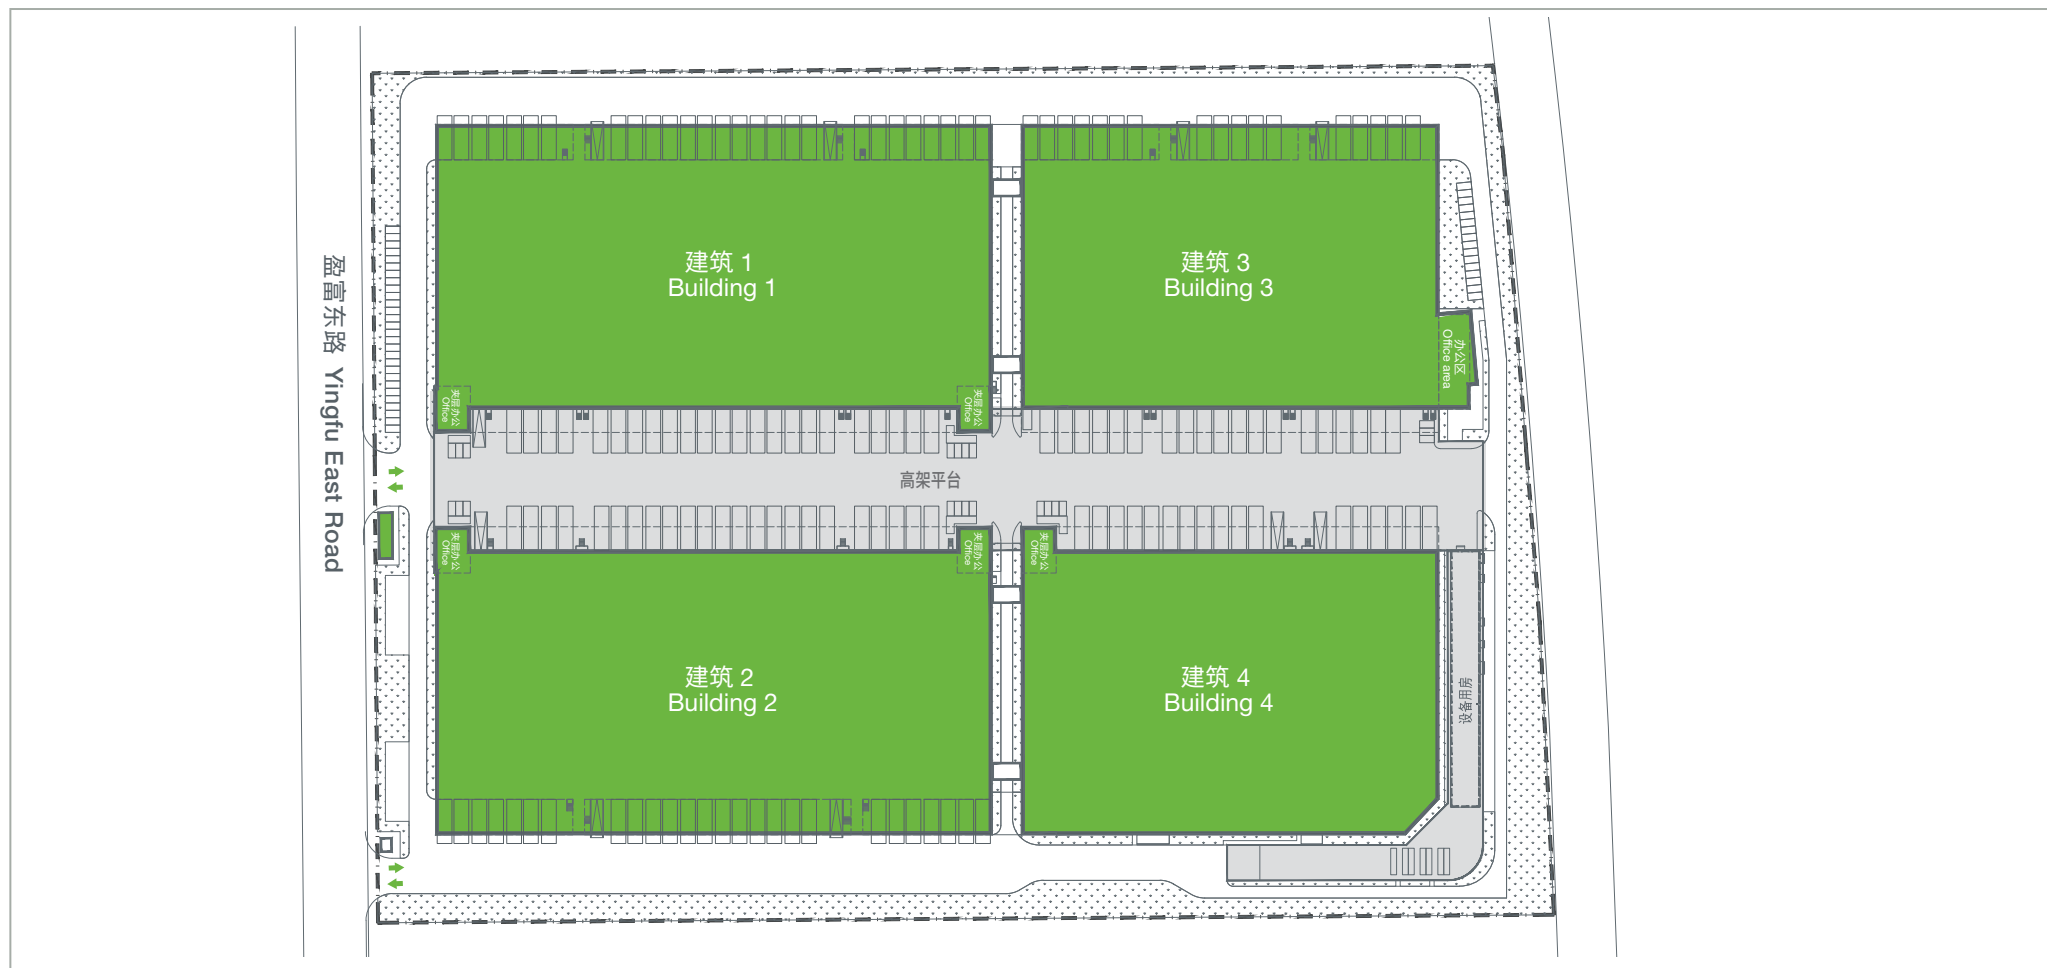 建筑 1
Building 1
建筑 3
Building 3
办公区
Office area
盈富东路 Yingfu East Road
夹层办公
Office
夹层办公
Office
高架平台
夹层办公
Office
夹层办公
Office
夹层办公
Office
建筑 2
Building 2
建筑 4
Building 4
设备用房